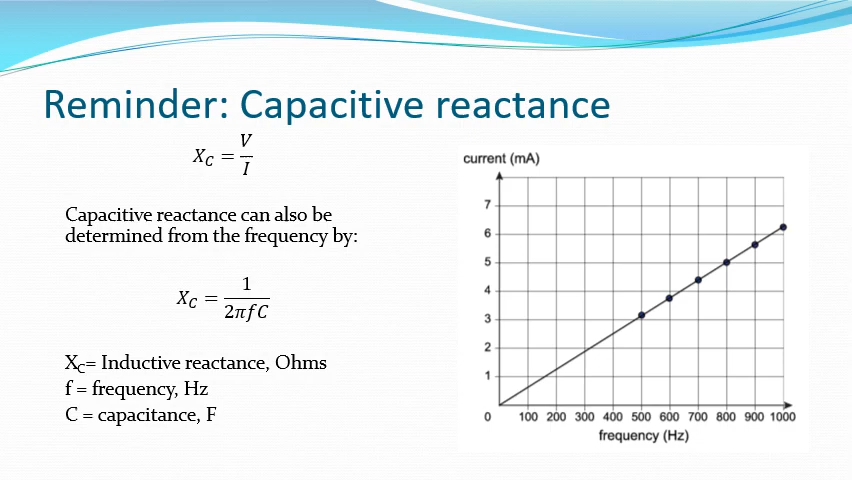 Reminder: Capacitive reactance
X_C = V/I
Capacitive reactance can also be
determined from the frequency by:
X_C = 1/2πfC
X_C= Inductive reactance, Ohms
f = frequency, Hz
C = capacitance, F
current (mA)
7
6
5
4
3
2
1
0 100 200 300 400 500 600 700 800 900 1000
frequency (Hz)